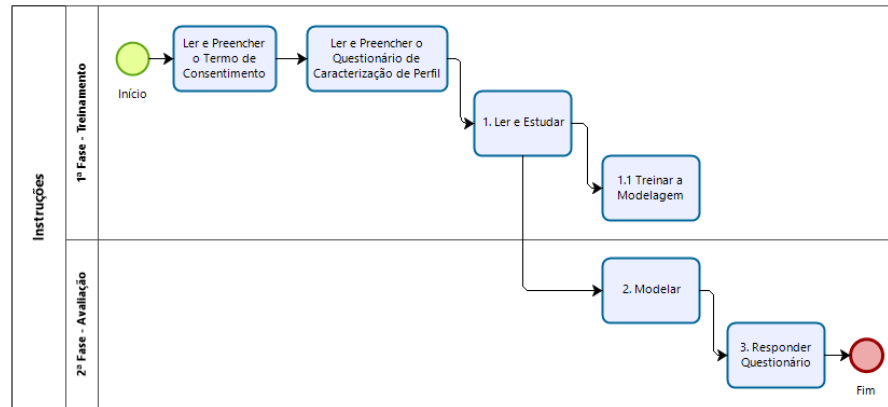 Instruções
1ª Fase - Treinamento
Início
Ler e Preencher
o Termo de
Consentimento
Ler e Preencher o
Questionário de
Caracterização de Perfil
1. Ler e Estudar
1.1 Treinar a
Modelagem
2ª Fase - Avaliação
2. Modelar
3. Responder
Questionário
Fim